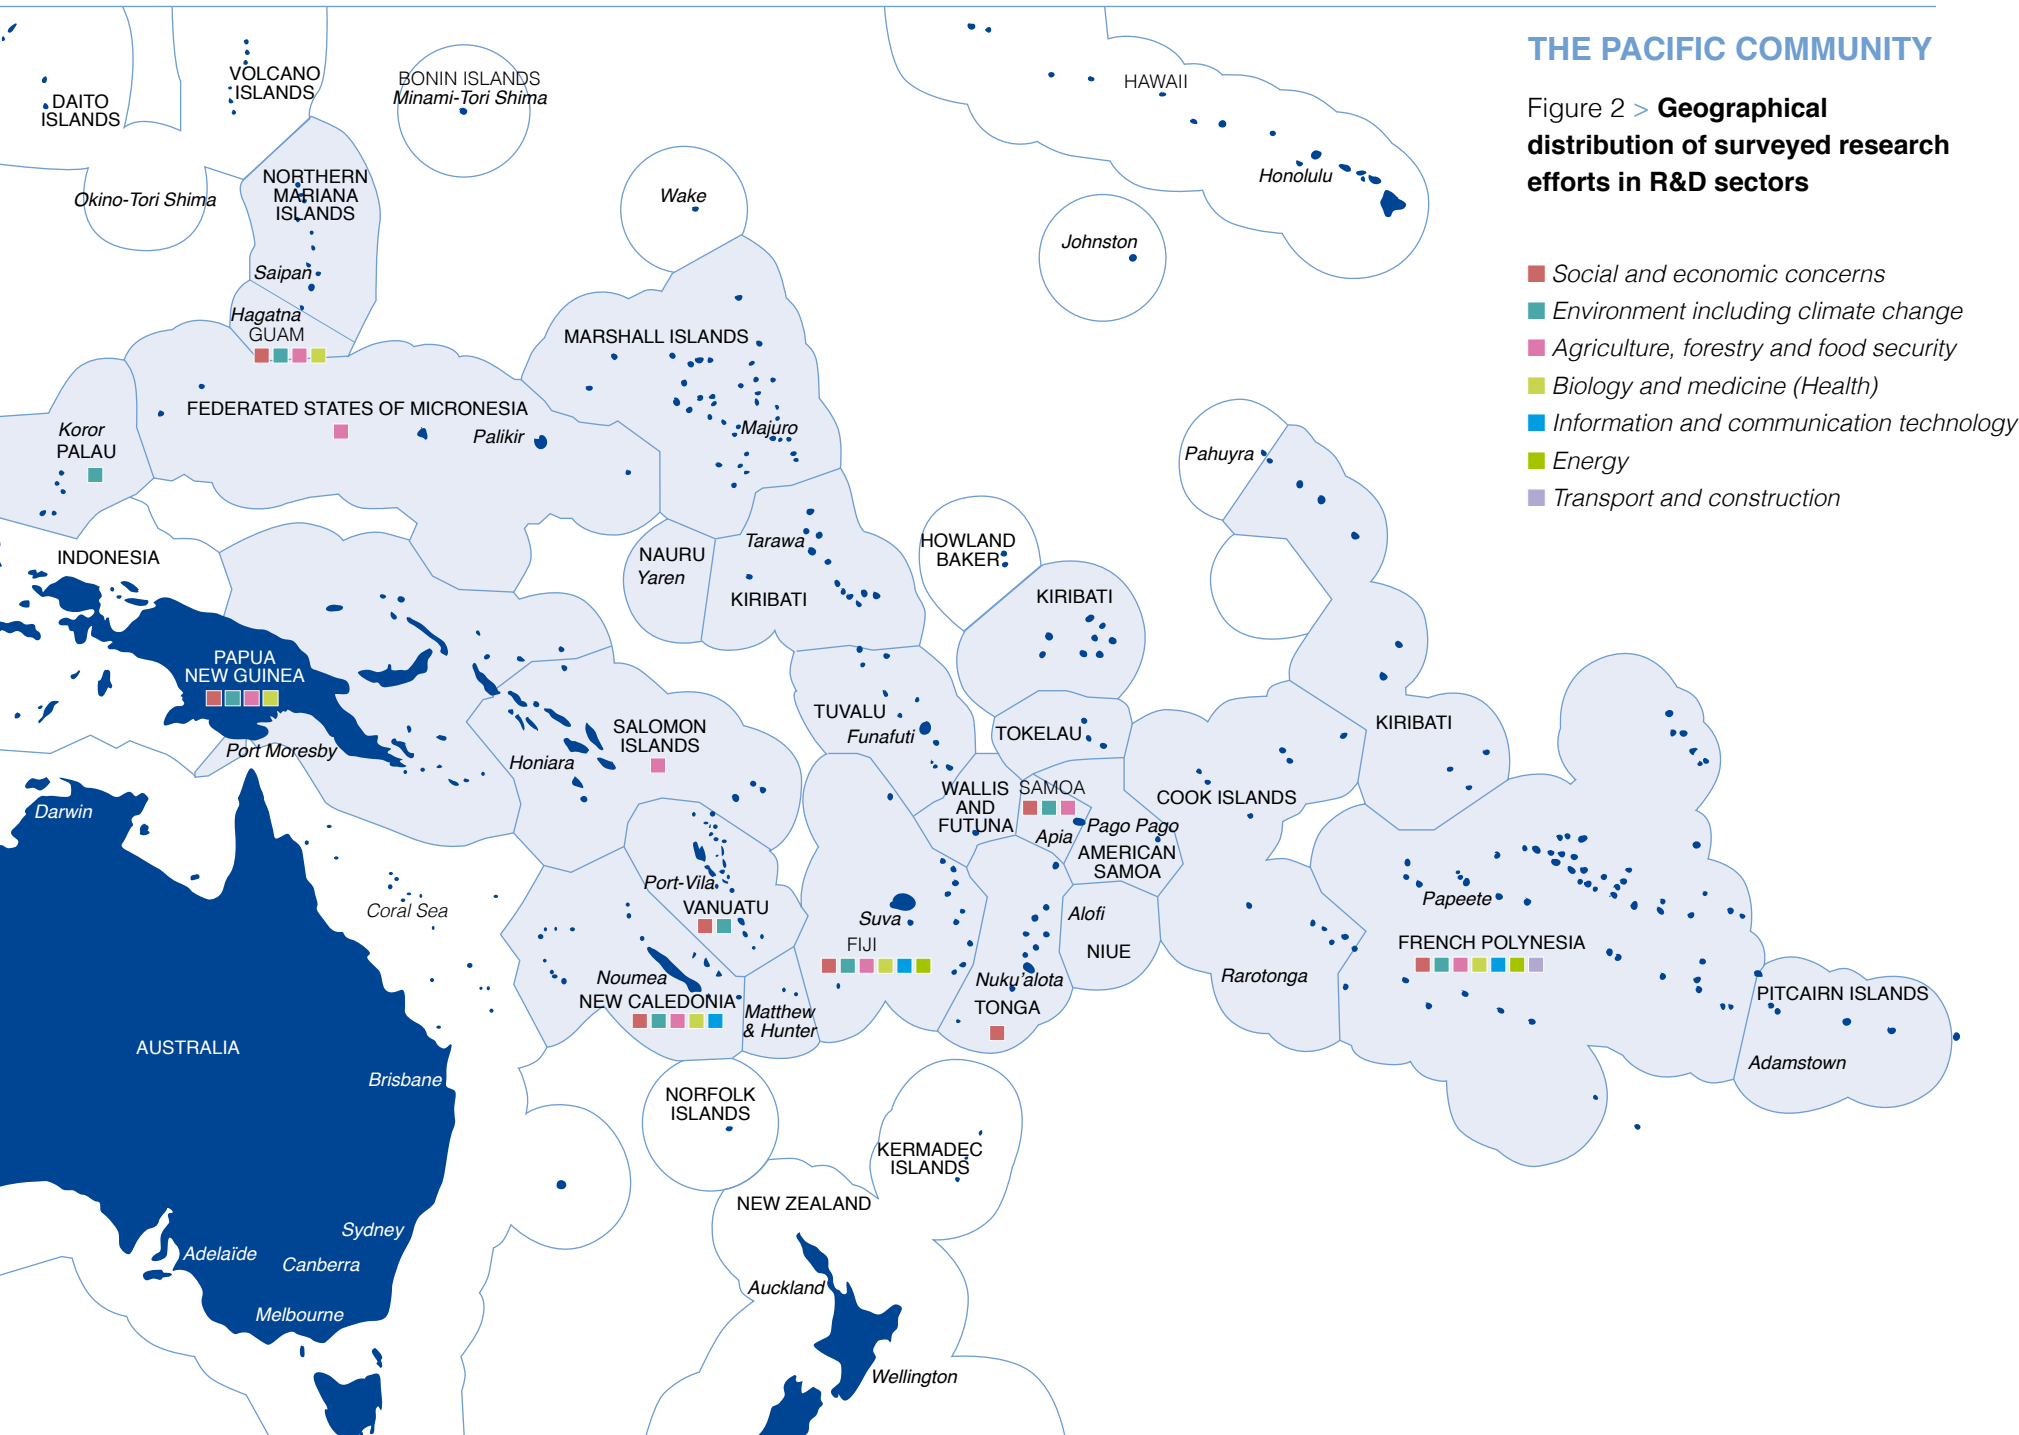 THE PACIFIC COMMUNITY
Figure 2 > Geographical
distribution of surveyed research
efforts in R&D sectors
Social and economic concerns
Environment including climate change
Agriculture, forestry and food security
Biology and medicine (Health)
Information and communication technology
Energy
Transport and construction
DAITO
ISLANDS
VOLCANO
ISLANDS
BONIN ISLANDS
Minami-Tori Shima
HAWAII
Honolulu
Okino-Tori Shima
NORTHERN
MARIANA
ISLANDS
Saipan
Wake
Johnston
Hagatna
GUAM
MARSHALL ISLANDS
Majuro
FEDERATED STATES OF MICRONESIA
Palikir
Koror
PALAU
Pahuyra
INDONESIA
NAURU
Yaren
Tarawa
KIRIBATI
HOWLAND
BAKER
KIRIBATI
PAPUA
NEW GUINEA
Port Moresby
SALOMON
ISLANDS
Honiara
TUVALU
Funafuti
TOKELAU
KIRIBATI
WALLIS
AND
FUTUNA
SAMOA
Apia
Pago Pago
AMERICAN
SAMOA
COOK ISLANDS
Darwin
Coral Sea
Port-Vila
VANUATU
Suva
FIJI
Alofi
NIUE
Papeete
FRENCH POLYNESIA
Rarotonga
Noumea
NEW CALEDONIA
Matthew
& Hunter
Nuku'alota
TONGA
PITCAIRN ISLANDS
Adamstown
AUSTRALIA
Brisbane
NORFOLK
ISLANDS
KERMADEC
ISLANDS
NEW ZEALAND
Sydney
Adelaïde
Canberra
Melbourne
Auckland
Wellington